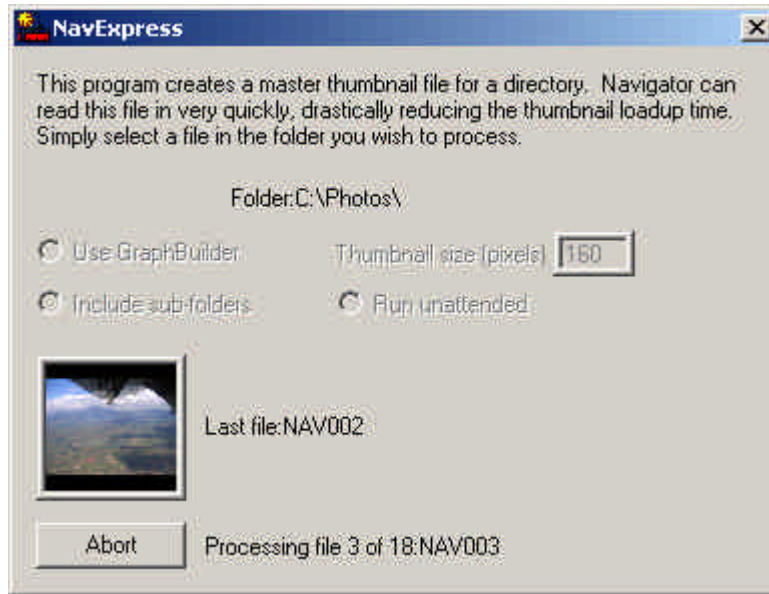 NavExpress
This program creates a master thumbnail file for a directory. Navigator can
read this file in very quickly, drastically reducing the thumbnail loadup time.
Simply select a file in the folder you wish to process.
Folder:C:\Photos\
Use GraphBuilder Thumbnail size (pixels) 160
Include sub-folders Run unattended
Last file:NAV002
Abort Processing file 3 of 18:NAV003